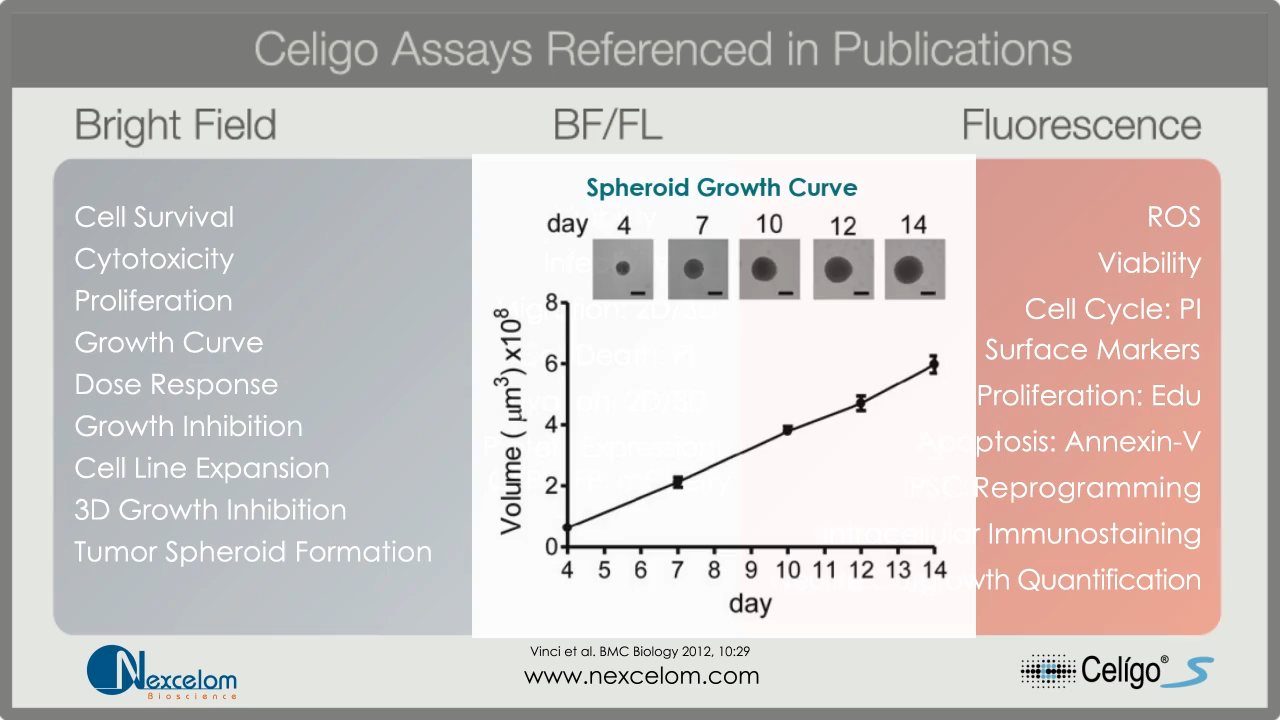 Celigo Assays Referenced in Publications
Bright Field
BF/FL
Fluorescence
Cell Survival
Cytotoxicity
Proliferation
Growth Curve
Dose Response
Growth Inhibition
Cell Line Expansion
3D Growth Inhibition
Tumor Spheroid Formation
Spheroid Growth Curve
day 4 7 10 12 14
Volume ( μm³) x10⁸
8
6
4
2
0
4 5 6 7 8 9 10 11 12 13 14
day
ROS
Viability
Cell Cycle: PI
Surface Markers
Proliferation: Edu
Apoptosis: Annexin-V
iPSC Reprogramming
Intracellular Immunostaining
Quantification
Nexcelom
Bioscience
Vinci et al. BMC Biology 2012, 10:29
www.nexcelom.com
Celígo® S